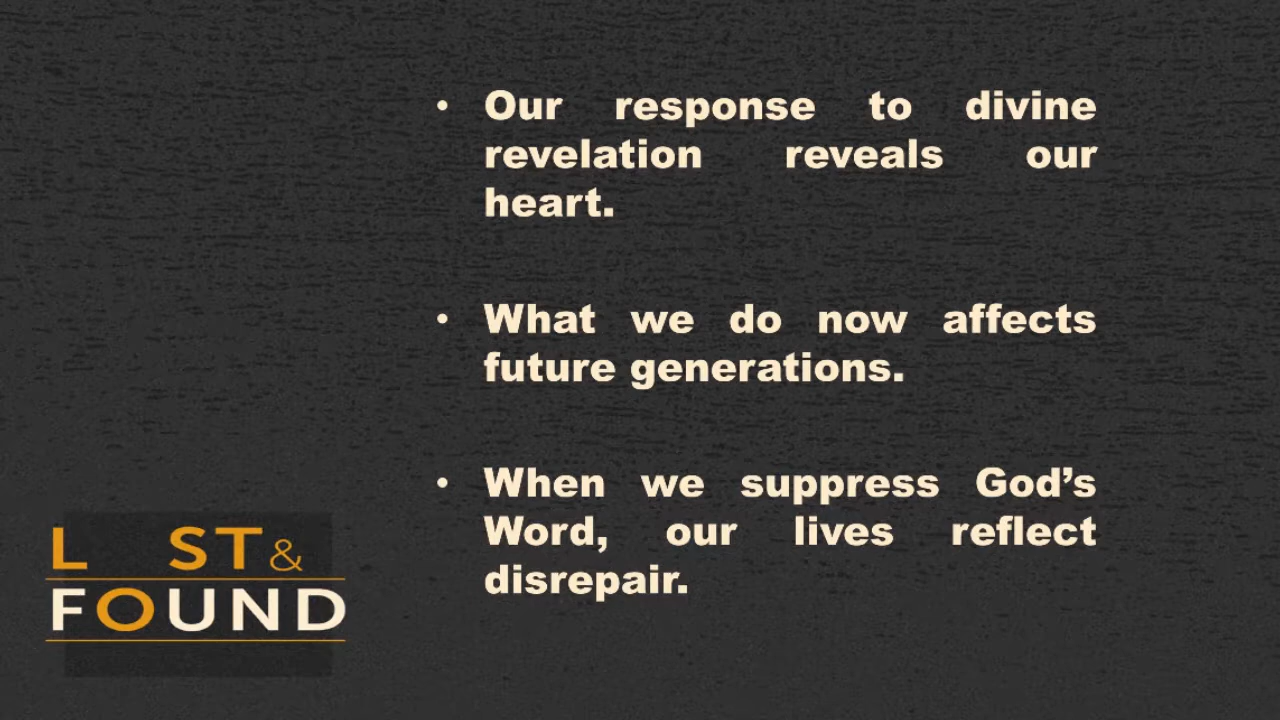 • Our response to divine
revelation reveals our
heart.
• What we do now affects
future generations.
• When we suppress God’s
Word, our lives reflect
disrepair.
L ST&
FOUND